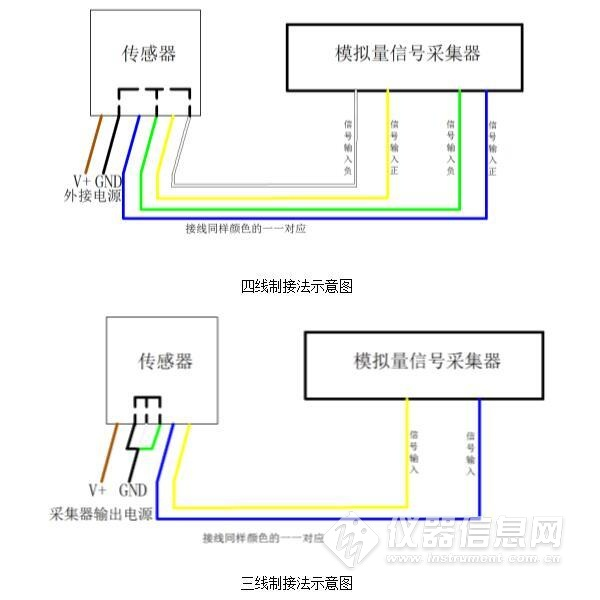 传感器
模拟量信号采集器
信号输入负
信号输入正
信号输入负
信号输入正
V+ GND
外接电源
接线同样颜色的一一对应
四线制接法示意图
传感器
模拟量信号采集器
信号输入
信号输入
V+ GND
采集器输出电源
接线同样颜色的一一对应
仪器信息网
三线制接法示意图